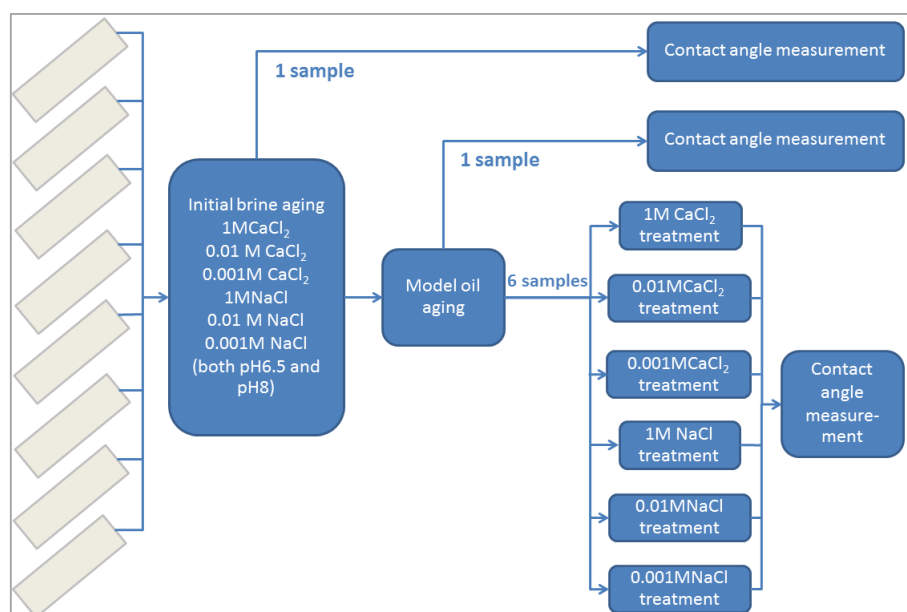 Contact angle measurement
1 sample
Contact angle measurement
1 sample
Initial brine aging
1MCaCl₂
0.01 M CaCl₂
0.001M CaCl₂
1MNaCl
0.01 M NaCl
0.001M NaCl
(both pH6.5 and
pH8)
Model oil
aging
6 samples
1M CaCl₂
treatment
0.01MCaCl₂
treatment
0.001MCaCl₂
treatment
1M NaCl
treatment
0.01MNaCl
treatment
0.001MNaCl
treatment
Contact
angle
measure-
ment